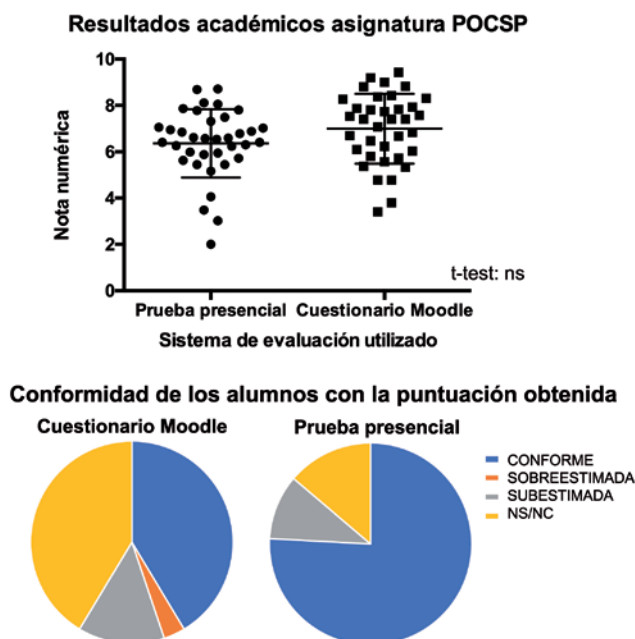 Resultados académicos asignatura POCSP
10
8
6
4
2
0
Nota numérica
t-test: ns
Prueba presencial Cuestionario Moodle
Sistema de evaluación utilizado
Conformidad de los alumnos con la puntuación obtenida
Cuestionario Moodle Prueba presencial
CONFORME
SOBREESTIMADA
SUBESTIMADA
NS/NC